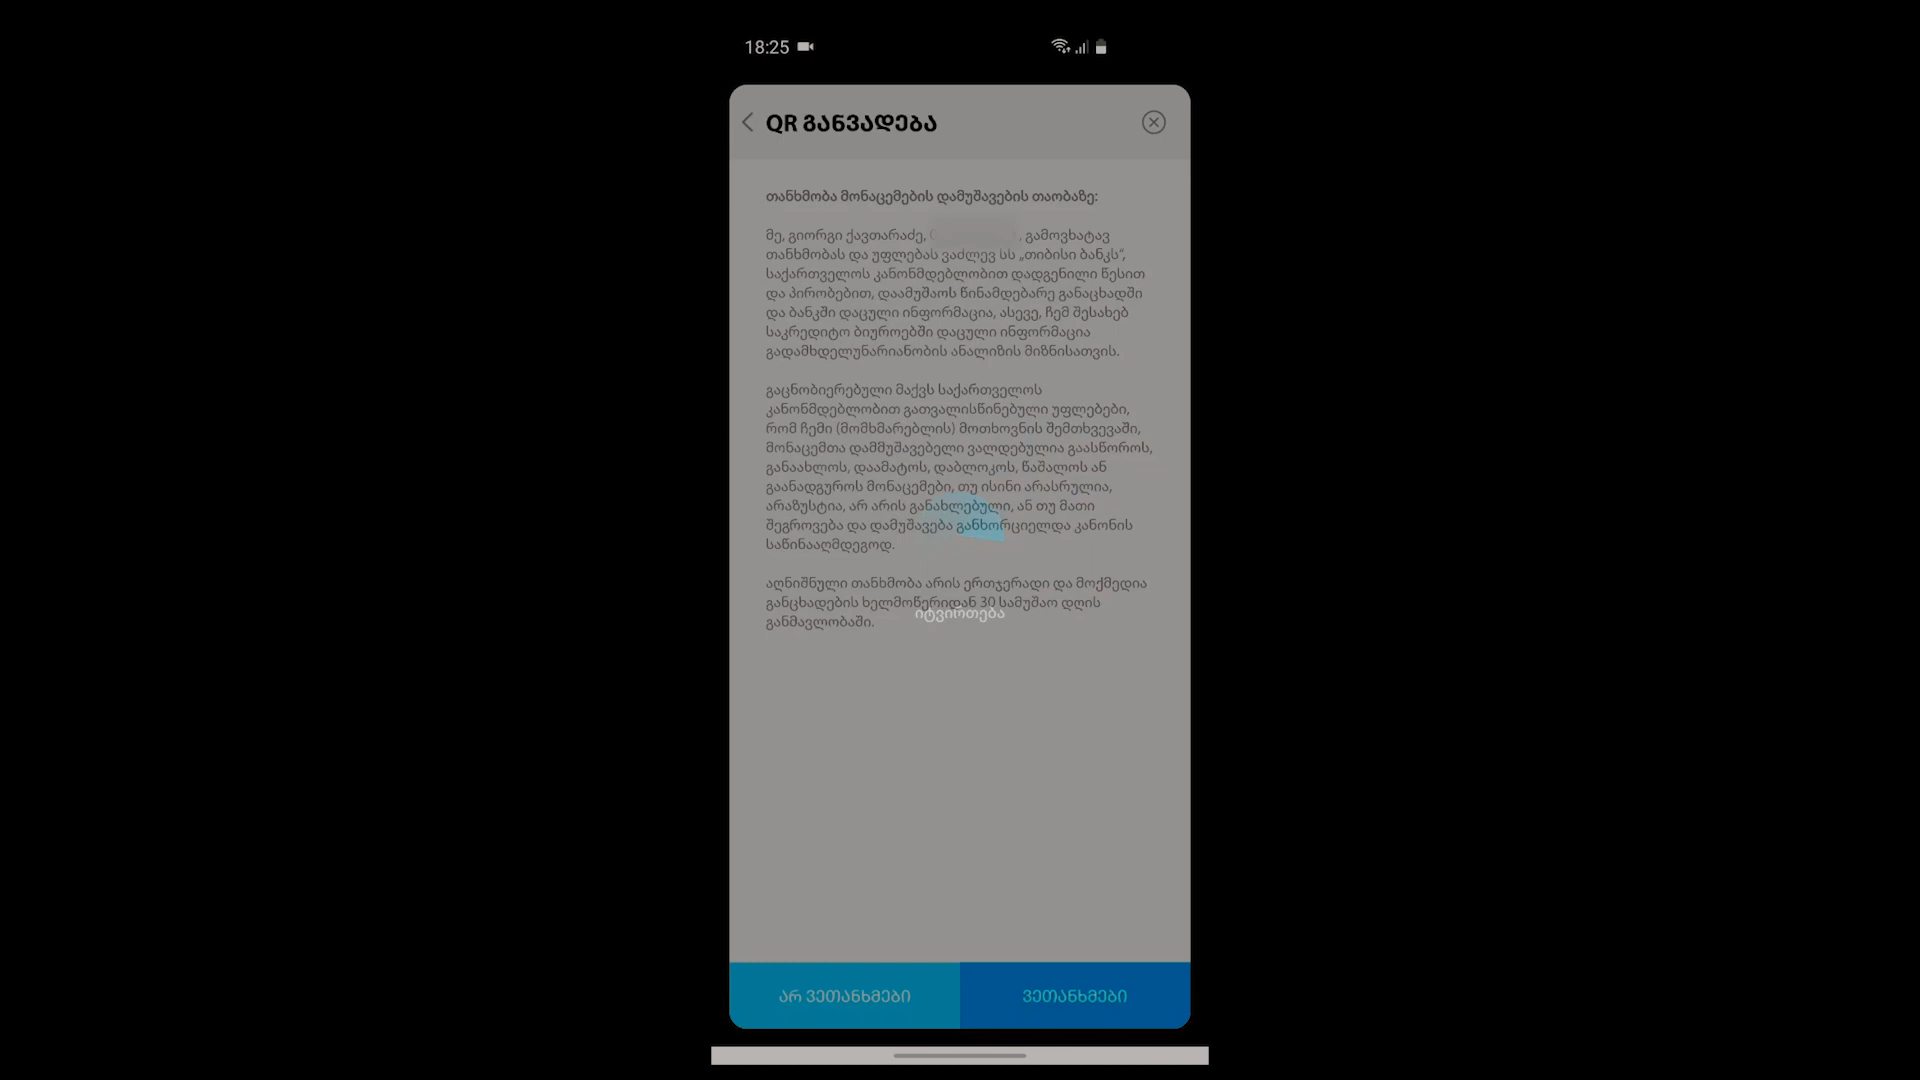 18:25
QR განვადება
თანხმობა მონაცემების დამუშავების თაობაზე:
მე, გიორგი ქავთარაძე, , გამოვხატავ
თანხმობას და უფლებას ვაძლევ სს „თიბისი ბანკს“,
საქართველოს კანონმდებლობით დადგენილი წესით
და პირობებით, დაამუშაოს წინამდებარე განაცხადში
და ბანკში დაცული ინფორმაცია, ასევე, ჩემ შესახებ
საკრედიტო ბიუროებში დაცული ინფორმაცია
გადამხდელუნარიანობის ანალიზის მიზნისათვის.
გაცნობიერებული მაქვს საქართველოს
კანონმდებლობით გათვალისწინებული უფლებები,
რომ ჩემი (მომხმარებლის) მოთხოვნის შემთხვევაში,
მონაცემთა დამმუშავებელი ვალდებულია გაასწოროს,
განაახლოს, დაამატოს, დაბლოკოს, წაშალოს ან
გაანადგუროს მონაცემები, თუ ისინი არასრულია,
არაზუსტია, არ არის განახლებული, ან თუ მათი
შეგროვება და დამუშავება განხორციელდა კანონის
საწინააღმდეგოდ.
აღნიშნული თანხმობა არის ერთჯერადი და მოქმედია
განცხადების ხელმოწერიდან 30 სამუშაო დღის
განმავლობაში.
იტვირთება
არ ვეთანხმები
ვეთანხმები